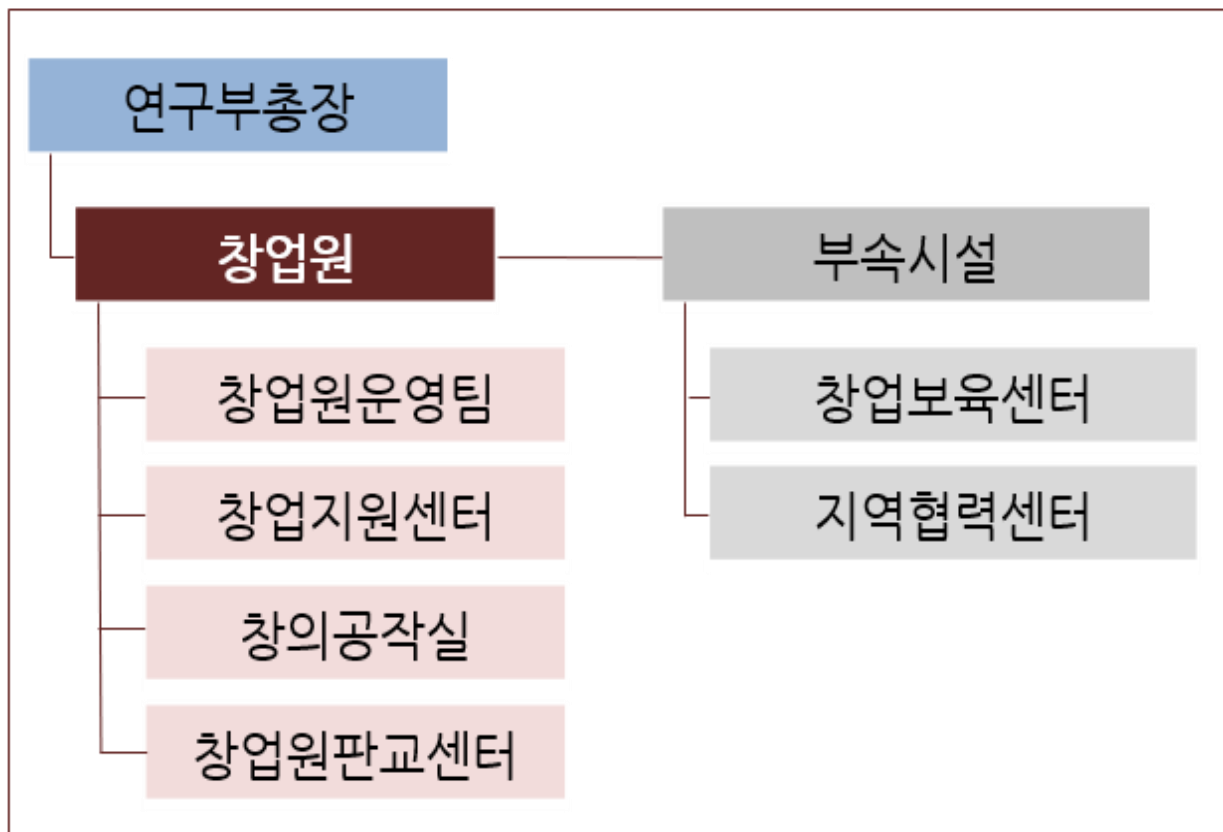 연구부총장
창업원
부속시설
창업원운영팀
창업보육센터
창업지원센터
지역협력센터
창의공작실
창업원판교센터